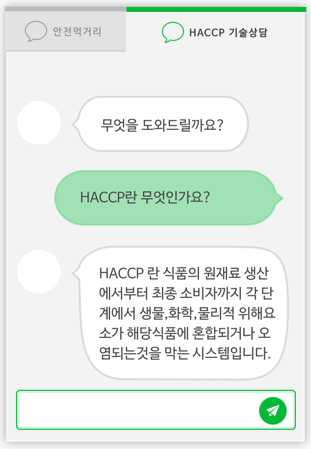 안전먹거리
HACCP 기술상담
무엇을 도와드릴까요?
HACCP란 무엇인가요?
HACCP 란 식품의 원재료 생산
에서부터 최종 소비자까지 각 단
계에서 생물,화학,물리적 위해요
소가 해당식품에 혼합되거나 오
염되는것을 막는 시스템입니다.